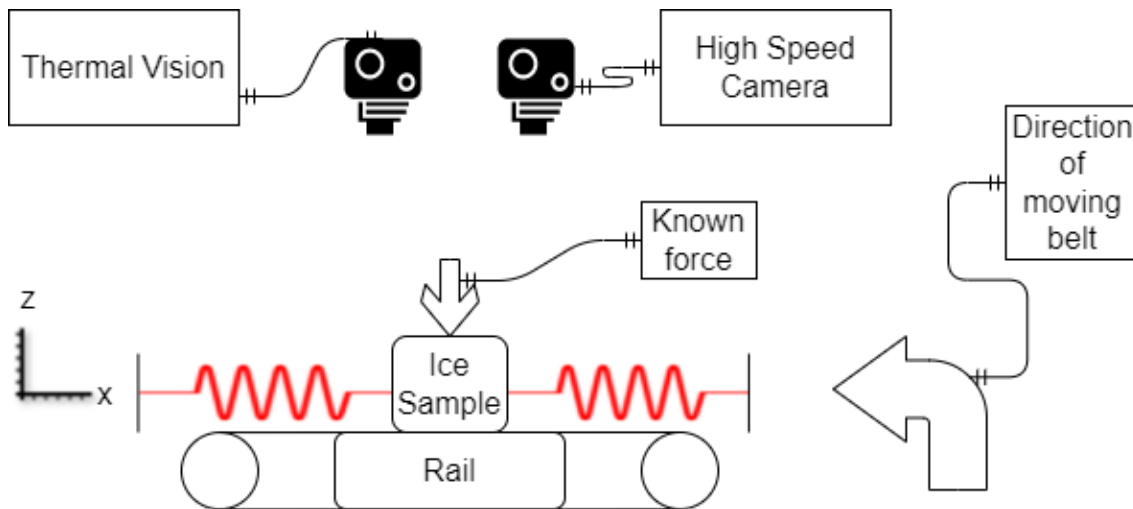 Thermal Vision
High Speed
Camera
Direction
of
moving
belt
Known
force
z
x
Ice
Sample
Rail